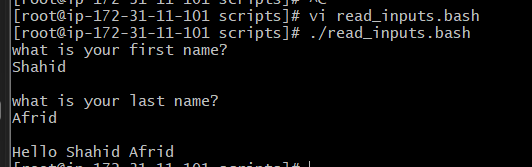 [root@ip-172-31-11-101 scripts]# ^C
[root@ip-172-31-11-101 scripts]# vi read_inputs.bash
[root@ip-172-31-11-101 scripts]# ./read_inputs.bash
what is your first name?
Shahid
what is your last name?
Afrid
Hello Shahid Afrid
[root@ip-172-31-11-101 scripts]#